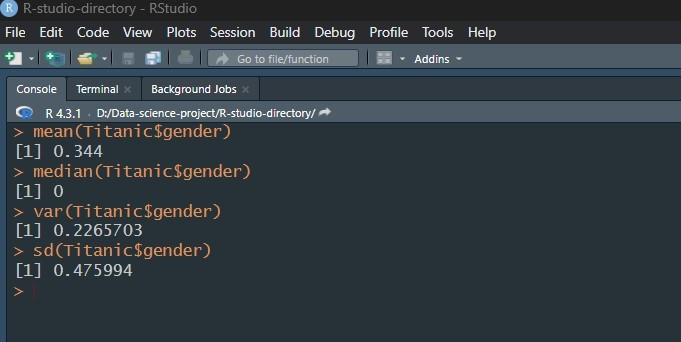 R R-studio-directory - RStudio
File Edit Code View Plots Session Build Debug Profile Tools Help
Go to file/function Addins
Console Terminal × Background Jobs ×
R R 4.3.1 · D:/Data-science-project/R-studio-directory/
> mean(Titanic$gender)
[1] 0.344
> median(Titanic$gender)
[1] 0
> var(Titanic$gender)
[1] 0.2265703
> sd(Titanic$gender)
[1] 0.475994
>